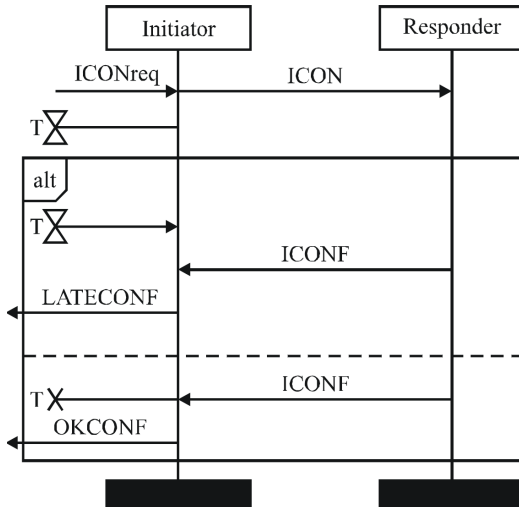 Initiator
Responder
ICONreq
ICON
T
alt
T
ICONF
LATECONF
T
ICONF
OKCONF